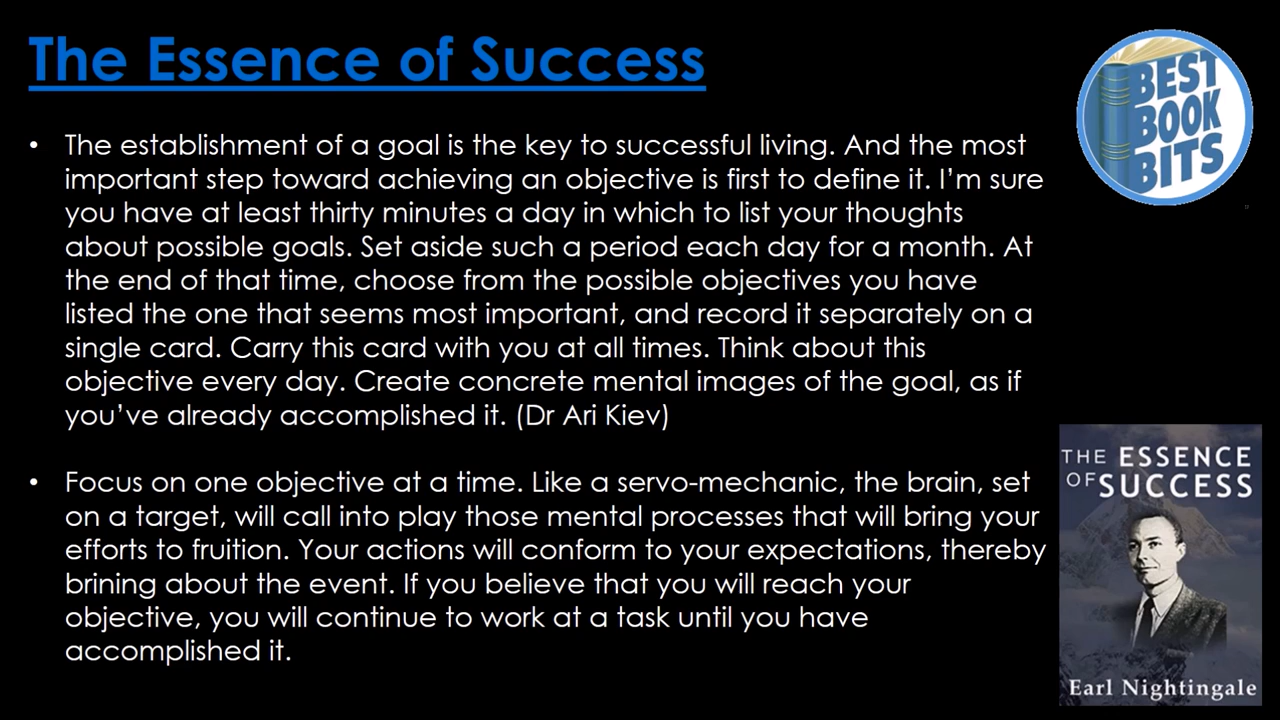 The Essence of Success
BEST
BOOK
BITS
• The establishment of a goal is the key to successful living. And the most
important step toward achieving an objective is first to define it. I'm sure
you have at least thirty minutes a day in which to list your thoughts
about possible goals. Set aside such a period each day for a month. At
the end of that time, choose from the possible objectives you have
listed the one that seems most important, and record it separately on a
single card. Carry this card with you at all times. Think about this
objective every day. Create concrete mental images of the goal, as if
you've already accomplished it. (Dr Ari Kiev)
• Focus on one objective at a time. Like a servo-mechanic, the brain, set
on a target, will call into play those mental processes that will bring your
efforts to fruition. Your actions will conform to your expectations, thereby
brining about the event. If you believe that you will reach your
objective, you will continue to work at a task until you have
accomplished it.
THE ESSENCE
OF SUCCESS
Earl Nightingale